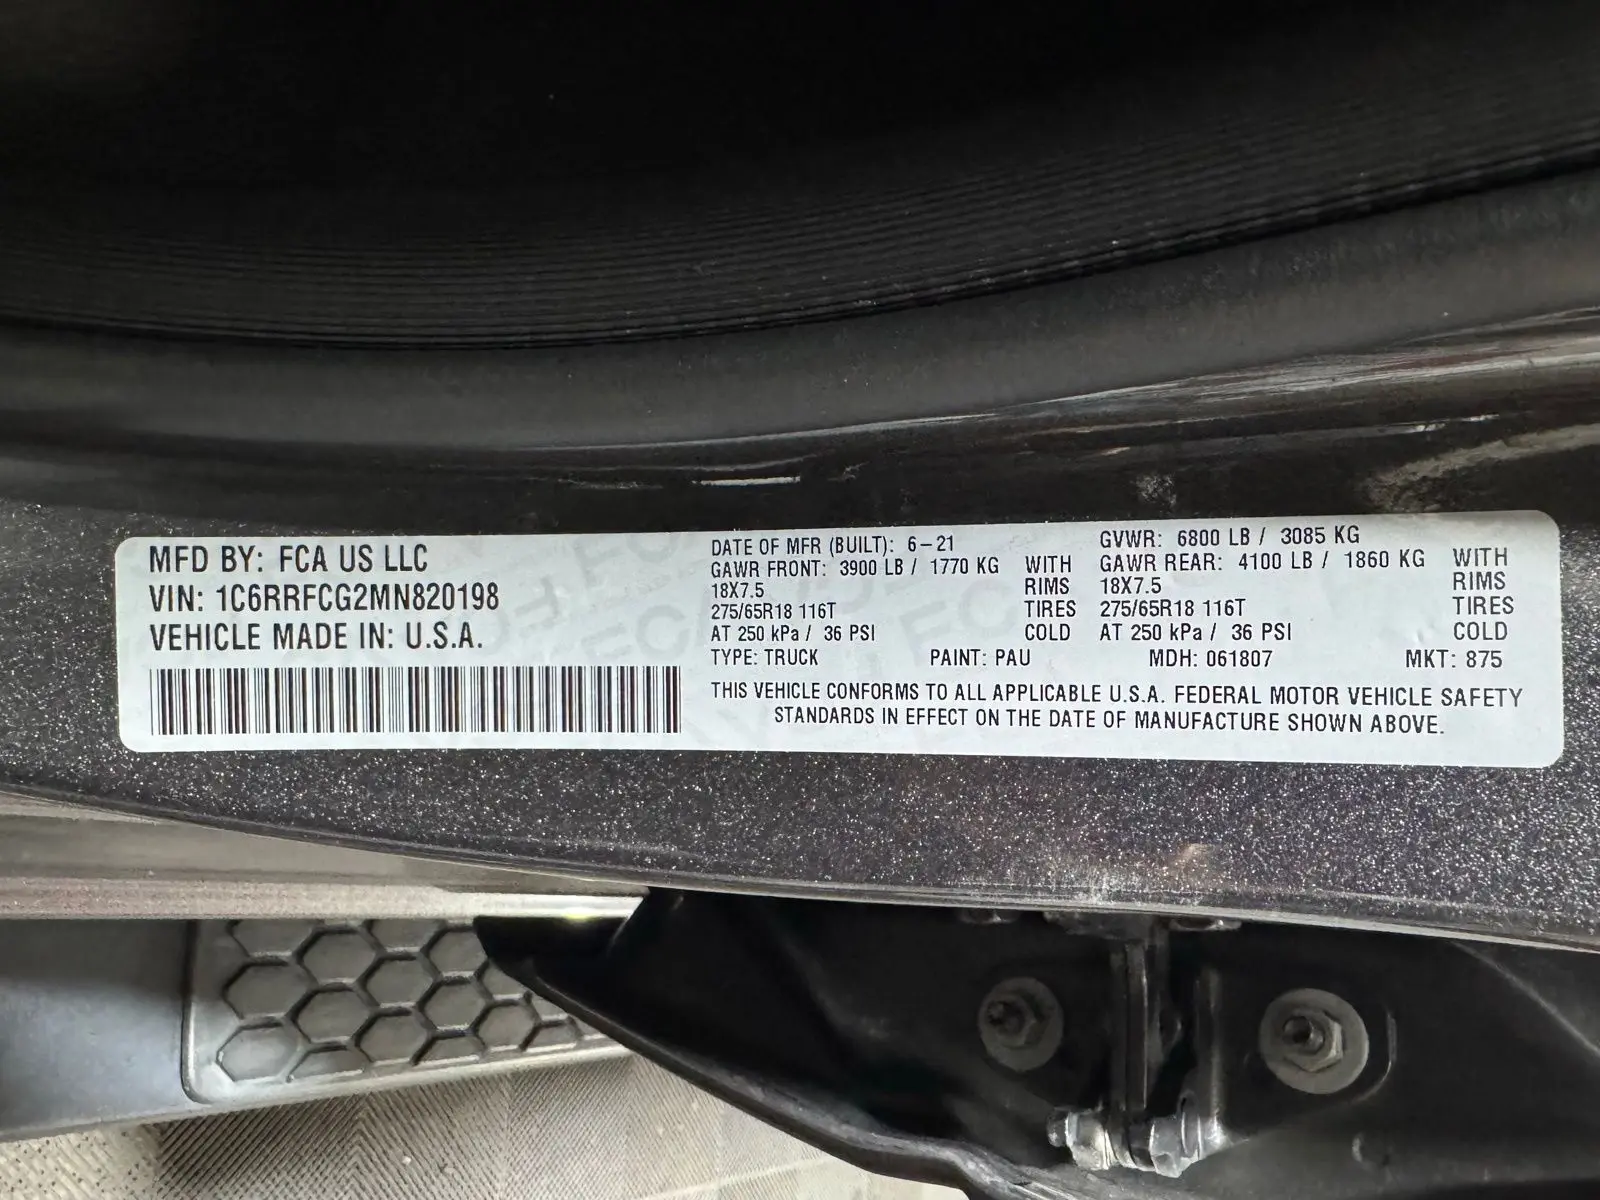 MFD BY: FCA US LLC
VIN: 1C6RRFCG2MN820198
VEHICLE MADE IN: U.S.A.
DATE OF MFR (BUILT): 6-21 GVWR: 6800 LB / 3085 KG
GAWR FRONT: 3900 LB / 1770 KG WITH GAWR REAR: 4100 LB / 1860 KG WITH
18X7.5 RIMS 18X7.5 RIMS
275/65R18 116T TIRES 275/65R18 116T TIRES
AT 250 kPa / 36 PSI COLD AT 250 kPa / 36 PSI COLD
TYPE: TRUCK PAINT: PAU MDH: 061807 MKT: 875
THIS VEHICLE CONFORMS TO ALL APPLICABLE U.S.A. FEDERAL MOTOR VEHICLE SAFETY
STANDARDS IN EFFECT ON THE DATE OF MANUFACTURE SHOWN ABOVE.